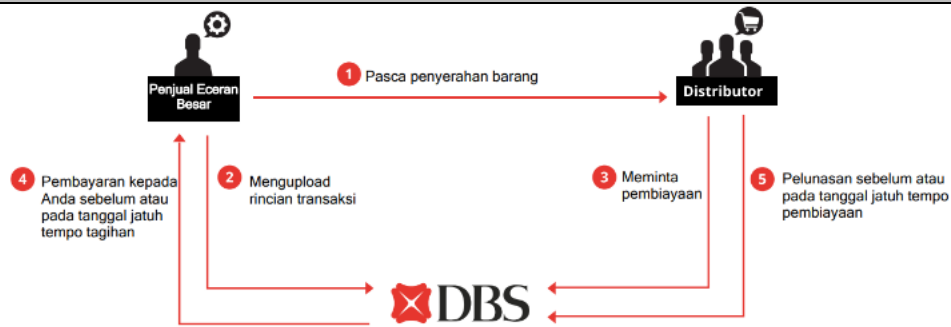 Penjual Eceran
Besar
1 Pasca penyerahan barang
Distributor
4 Pembayaran kepada
Anda sebelum atau
pada tanggal jatuh
tempo tagihan
2 Mengupload
rincian transaksi
3 Meminta
pembiayaan
5 Pelunasan sebelum atau
pada tanggal jatuh tempo
pembiayaan
DBS